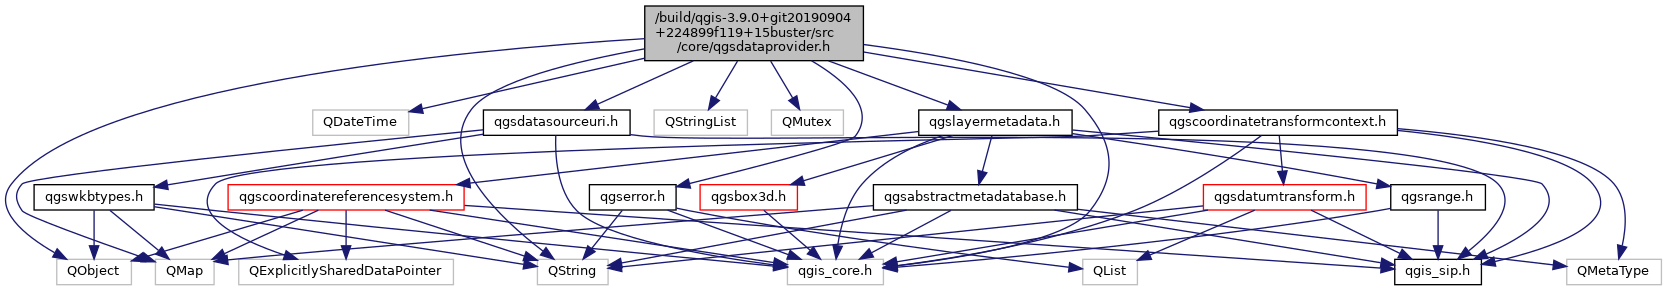 /build/qgis-3.9.0+git20190904
+224899f119+15buster/src
/core/qgsdataprovider.h
QDateTime
qgsdatasourceuri.h
QStringList
QMutex
qgslayermetadata.h
qgscoordinatetransformcontext.h
qgswkbtypes.h
qgscoordinatereferencesystem.h
qgserror.h
qgsbox3d.h
qgsabstractmetadatabase.h
qgsdatumtransform.h
qgsrange.h
QObject
QMap
QExplicitlySharedDataPointer
QString
qgis_core.h
QList
qgis_sip.h
QMetaType